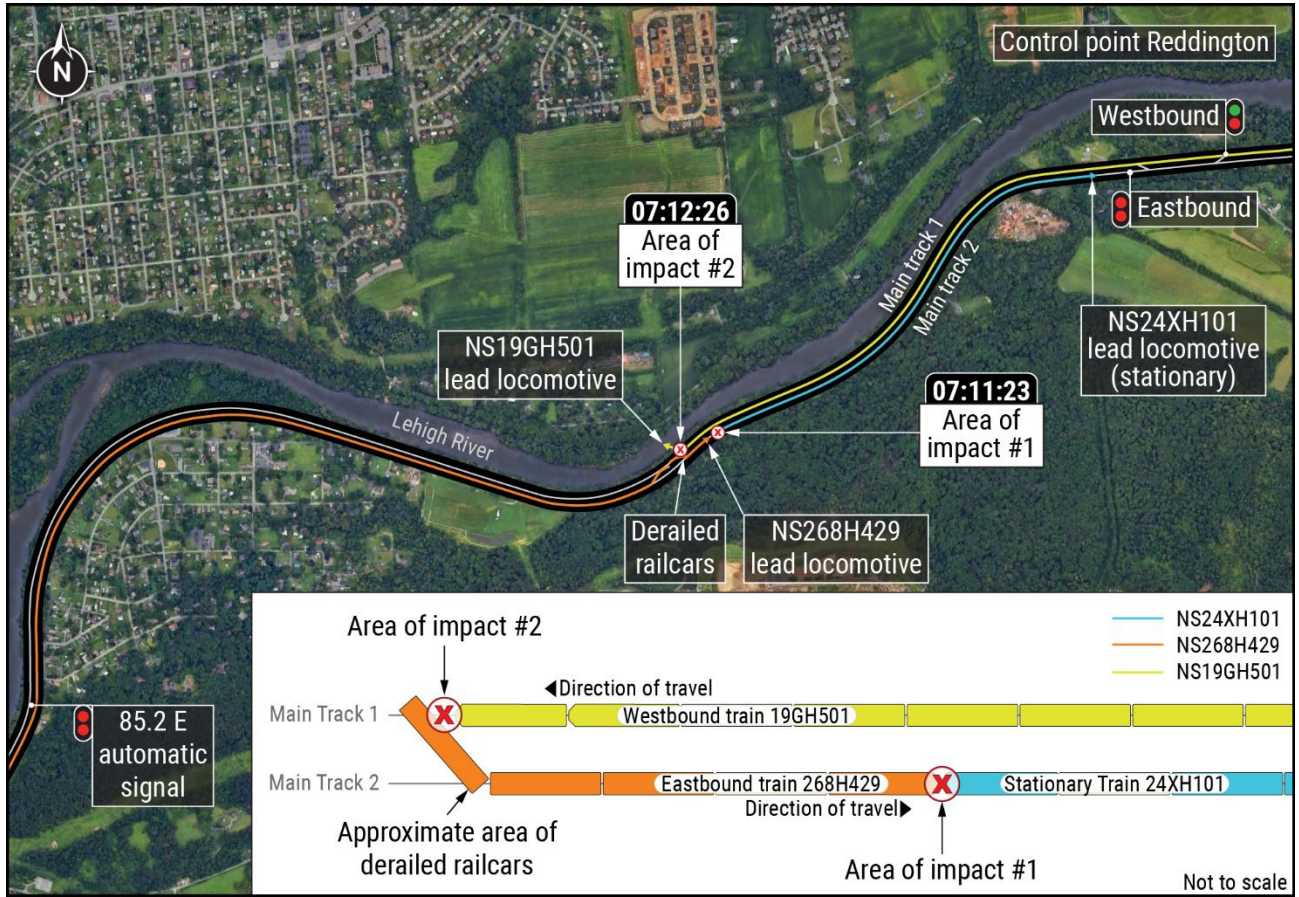 N
Control point Reddington
Westbound
Eastbound
07:12:26
Area of
impact #2
Main track 1
Main track 2
NS19GH501
lead locomotive
NS24XH101
lead locomotive
(stationary)
07:11:23
Area of
impact #1
Lehigh River
Derailed
railcars
NS268H429
lead locomotive
85.2 E
automatic
signal
Area of impact #2
NS24XH101
NS268H429
NS19GH501
Direction of travel
Main Track 1
Westbound train 19GH501
Main Track 2
Eastbound train 268H429
Stationary Train 24XH101
Direction of travel
Approximate area of
derailed railcars
Area of impact #1
Not to scale